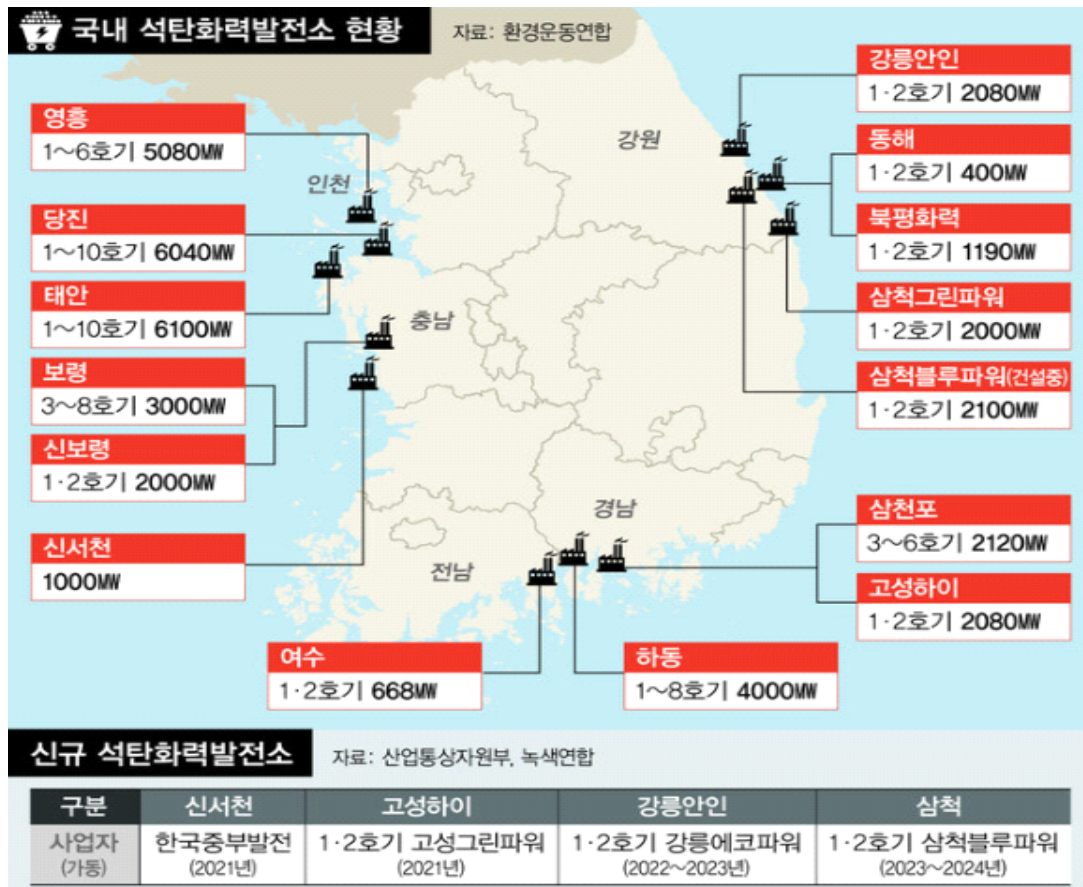 국내 석탄화력발전소 현황
자료: 환경운동연합
영흥
1~6호기 5080㎿
당진
1~10호기 6040㎿
태안
1~10호기 6100㎿
보령
3~8호기 3000㎿
신보령
1·2호기 2000㎿
신서천
1000㎿
인천
강원
충남
경남
전남
강릉안인
1·2호기 2080㎿
동해
1·2호기 400㎿
북평화력
1·2호기 1190㎿
삼척그린파워
1·2호기 2000㎿
삼척블루파워(건설중)
1·2호기 2100㎿
삼천포
3~6호기 2120㎿
고성하이
1·2호기 2080㎿
여수
1·2호기 668㎿
하동
1~8호기 4000㎿
신규 석탄화력발전소
자료: 산업통상자원부, 녹색연합
구분 신서천 고성하이 강릉안인 삼척
사업자 한국중부발전 1·2호기 고성그린파워 1·2호기 강릉에코파워 1·2호기 삼척블루파워
(가동) (2021년) (2021년) (2022~2023년) (2023~2024년)